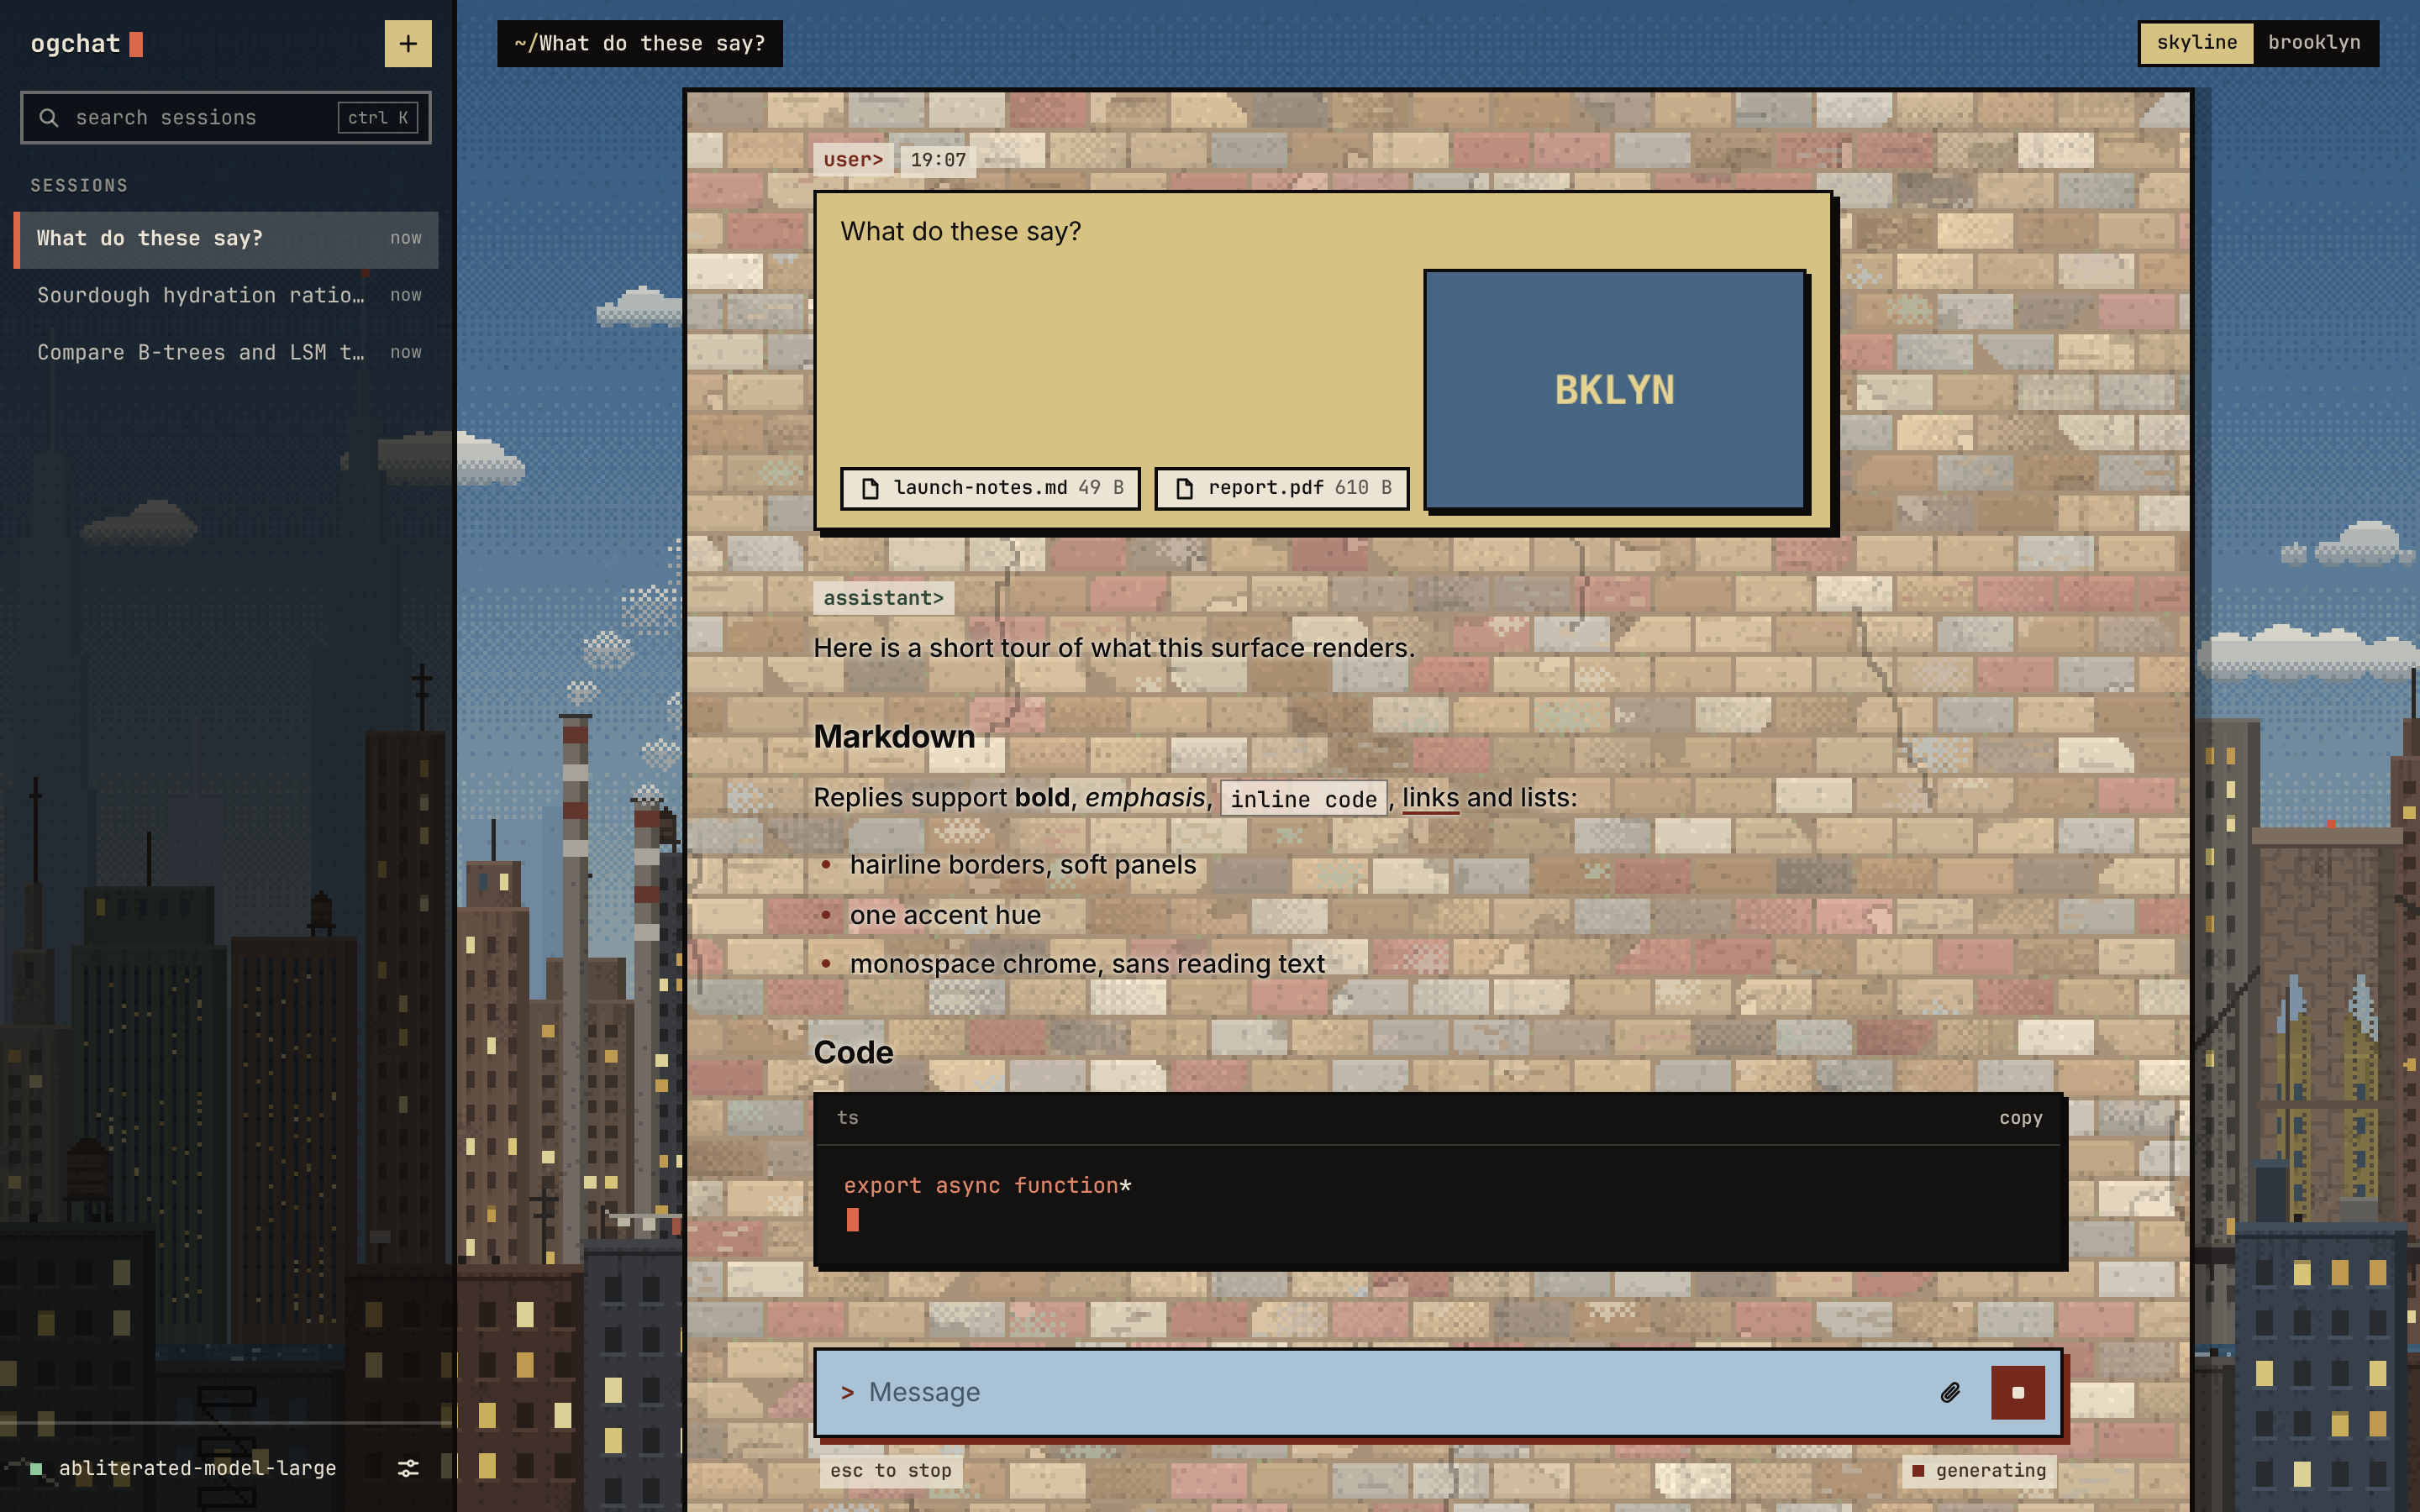 ogchat
+
search sessions ctrl K
SESSIONS
What do these say? now
Sourdough hydration ratio… now
Compare B-trees and LSM t… now
abliterated-model-large
~/What do these say?
skyline brooklyn
user> 19:07
What do these say?
BKLYN
launch-notes.md 49 B
report.pdf 610 B
assistant>
Here is a short tour of what this surface renders.
Markdown
Replies support bold, emphasis, inline code, links and lists:
• hairline borders, soft panels
• one accent hue
• monospace chrome, sans reading text
Code
ts copy
export async function*
> Message
esc to stop generating